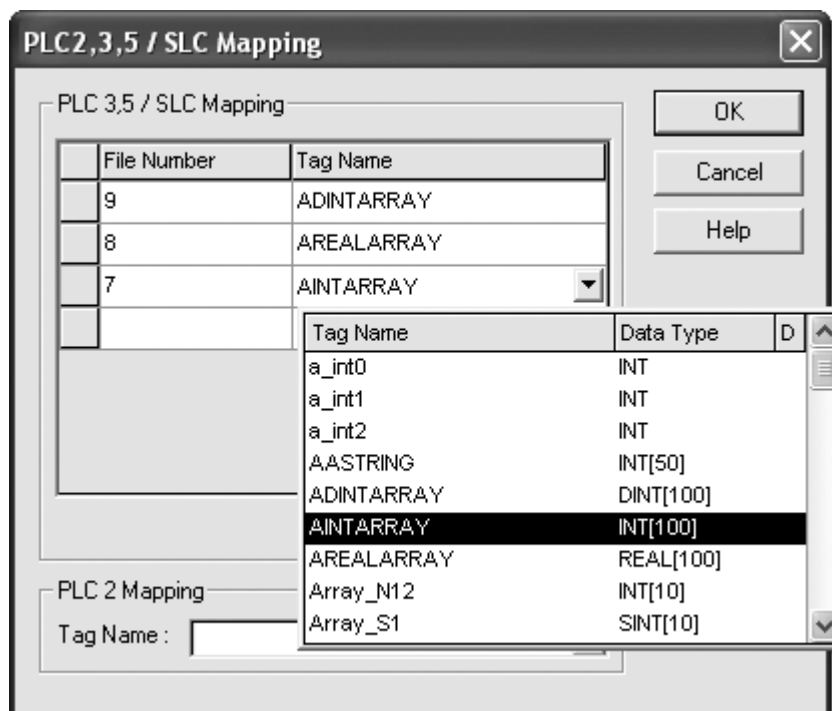 PLC2,3,5 / SLC Mapping
PLC 3,5 / SLC Mapping
File Number Tag Name
9 ADINTARRAY
8 AREALARRAY
7 AINTARRAY
OK
Cancel
Help
Tag Name Data Type D
a_int0 INT
a_int1 INT
a_int2 INT
AASTRING INT[50]
ADINTARRAY DINT[100]
AINTARRAY INT[100]
AREALARRAY REAL[100]
Array_N12 INT[10]
Array_S1 SINT[10]
PLC 2 Mapping
Tag Name :